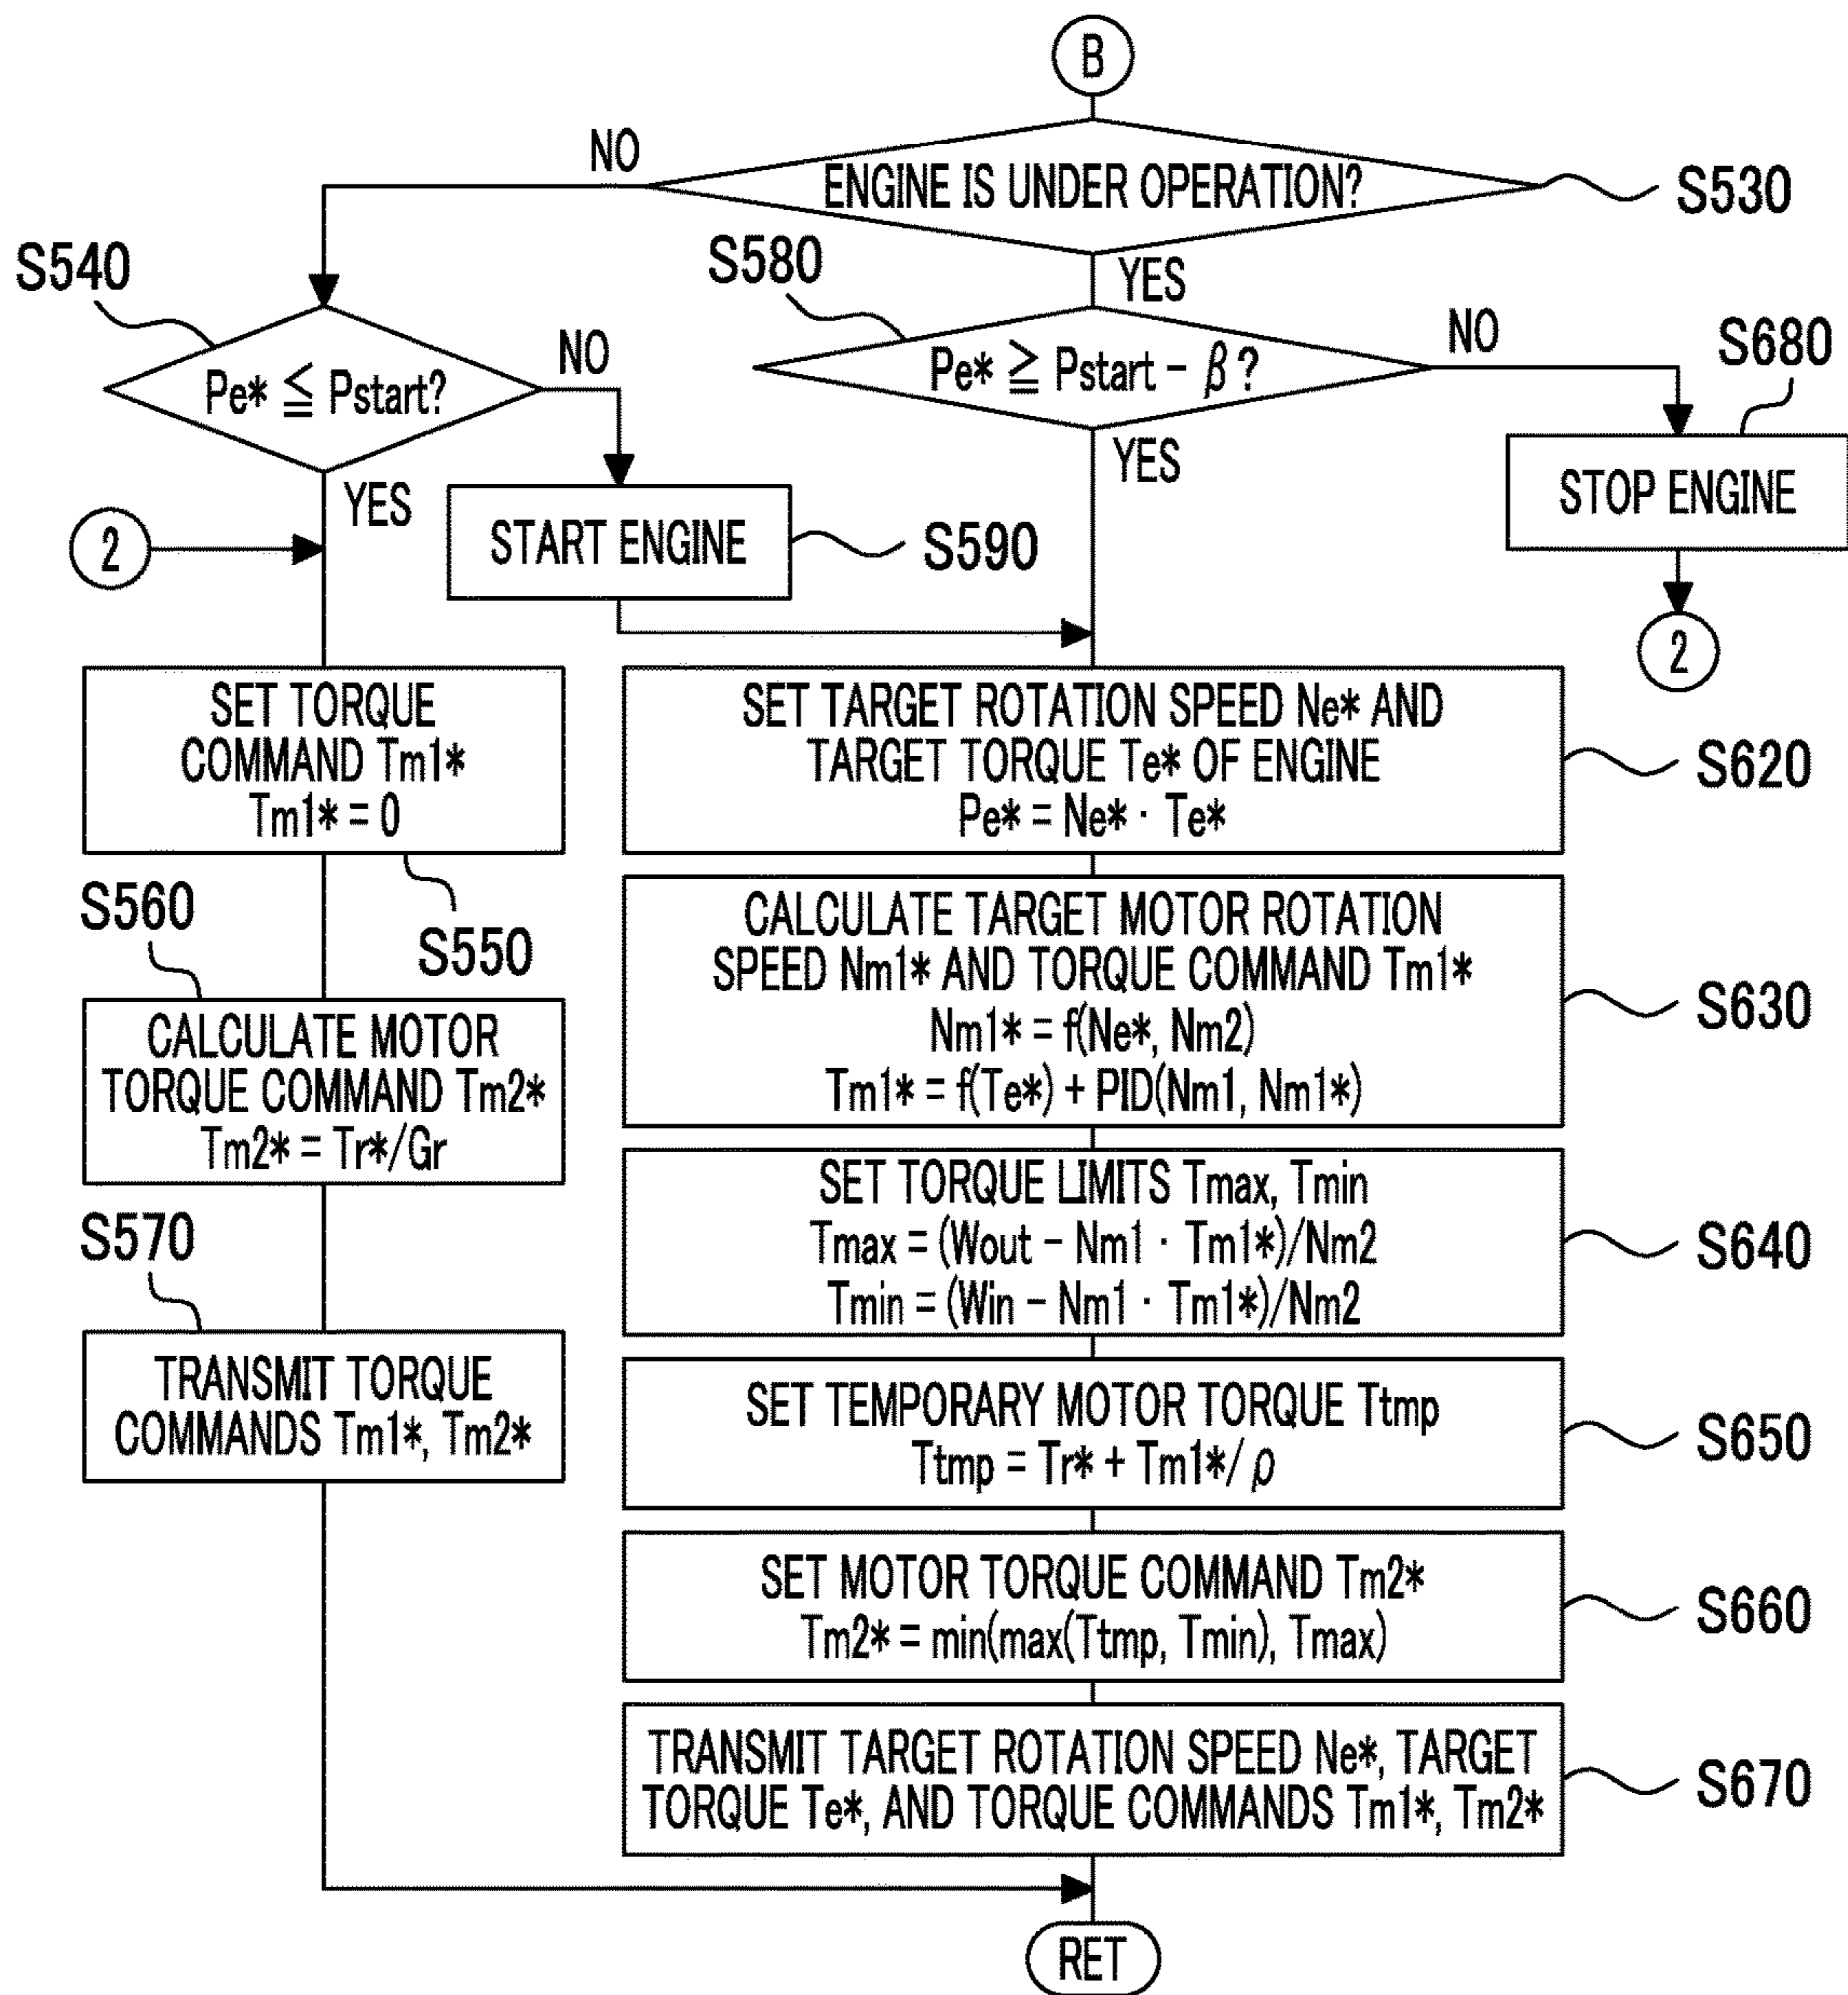 B
NO
ENGINE IS UNDER OPERATION?
S530
S540
S580
YES
Pe* ≦ Pstart?
NO
Pe* ≧ Pstart - β?
NO
S680
YES
YES
STOP ENGINE
2
START ENGINE
S590
2
SET TORQUE
COMMAND Tm1*
Tm1* = 0
S550
SET TARGET ROTATION SPEED Ne* AND
TARGET TORQUE Te* OF ENGINE
Pe* = Ne* · Te*
S620
S560
CALCULATE MOTOR
TORQUE COMMAND Tm2*
Tm2* = Tr*/Gr
CALCULATE TARGET MOTOR ROTATION
SPEED Nm1* AND TORQUE COMMAND Tm1*
Nm1* = f(Ne*, Nm2)
Tm1* = f(Te*) + PID(Nm1, Nm1*)
S630
S570
TRANSMIT TORQUE
COMMANDS Tm1*, Tm2*
SET TORQUE LIMITS Tmax, Tmin
Tmax = (Wout - Nm1 · Tm1*)/Nm2
Tmin = (Win - Nm1 · Tm1*)/Nm2
S640
SET TEMPORARY MOTOR TORQUE Ttmp
Ttmp = Tr* + Tm1*/ρ
S650
SET MOTOR TORQUE COMMAND Tm2*
Tm2* = min(max(Ttmp, Tmin), Tmax)
S660
TRANSMIT TARGET ROTATION SPEED Ne*, TARGET
TORQUE Te*, AND TORQUE COMMANDS Tm1*, Tm2*
S670
RET